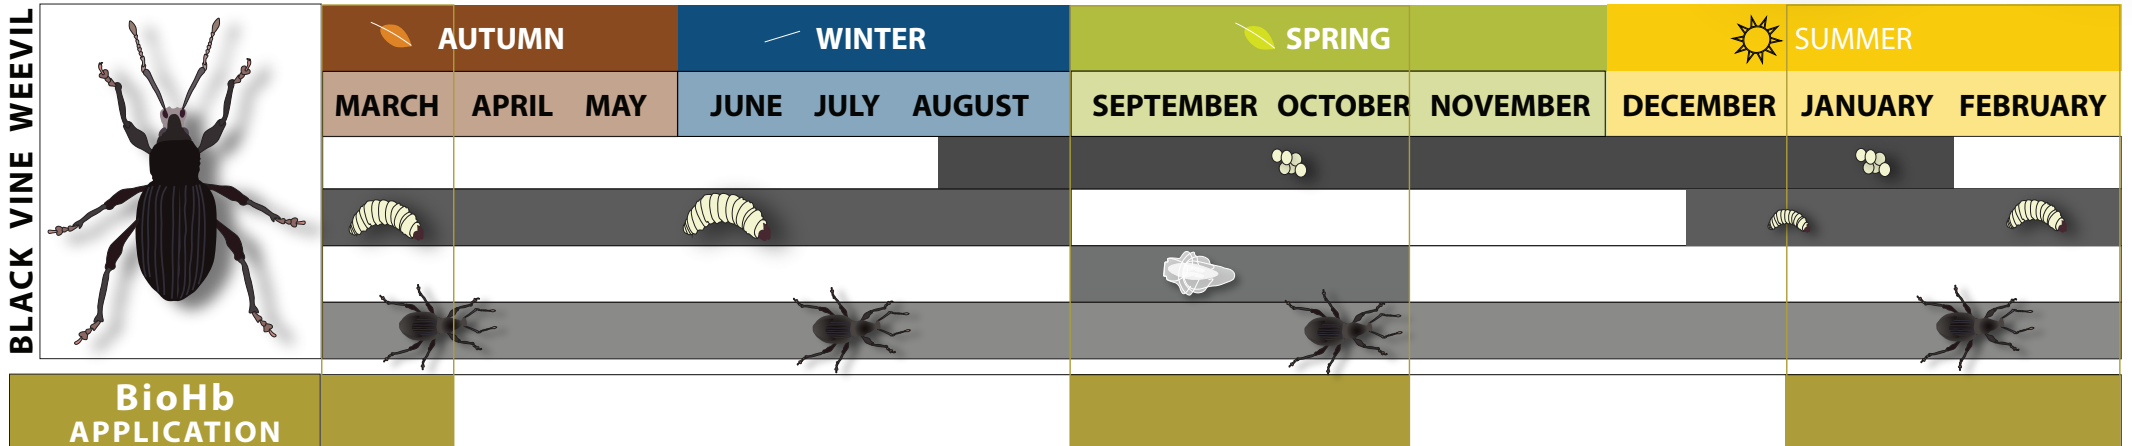 BLACK VINE WEEVIL
AUTUMN WINTER SPRING SUMMER
MARCH APRIL MAY JUNE JULY AUGUST SEPTEMBER OCTOBER NOVEMBER DECEMBER JANUARY FEBRUARY
BioHb
APPLICATION